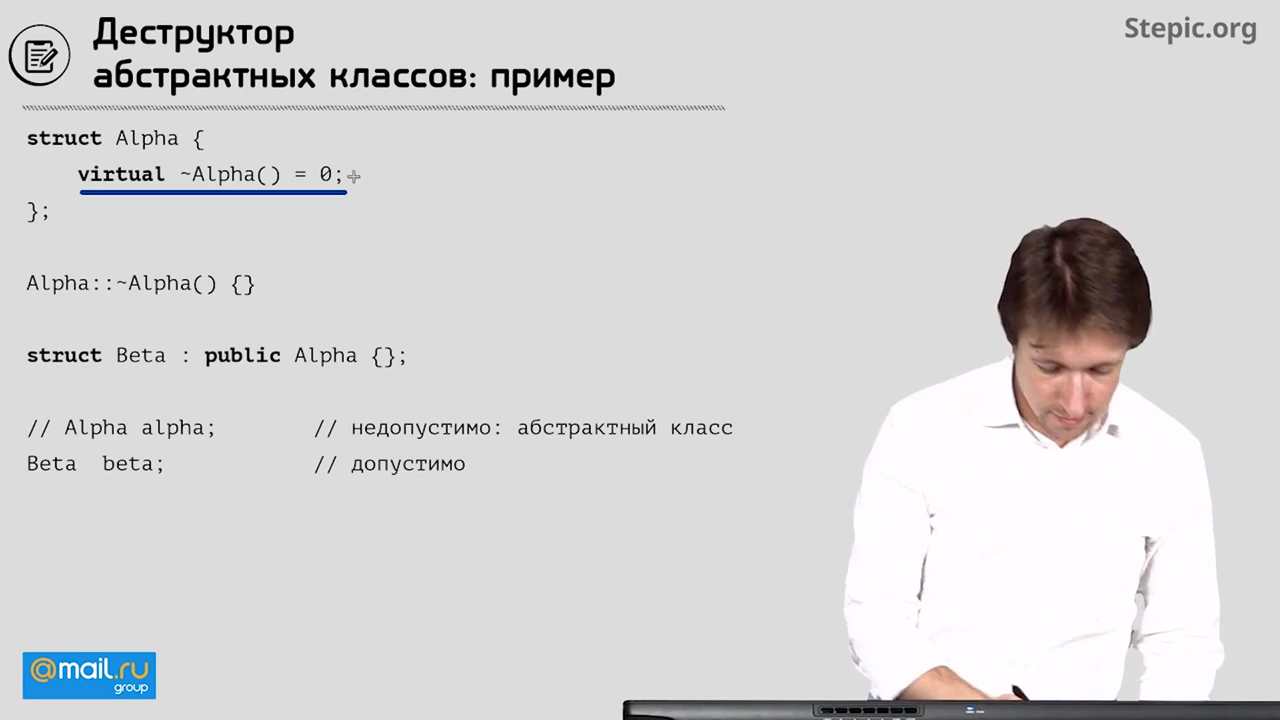 Деструктор
абстрактных классов: пример
Stepic.org
struct Alpha {
virtual ~Alpha() = 0;
};
Alpha::~Alpha() {}
struct Beta : public Alpha {};
// Alpha alpha; // недопустимо: абстрактный класс
Beta beta; // допустимо
@mail.ru
group